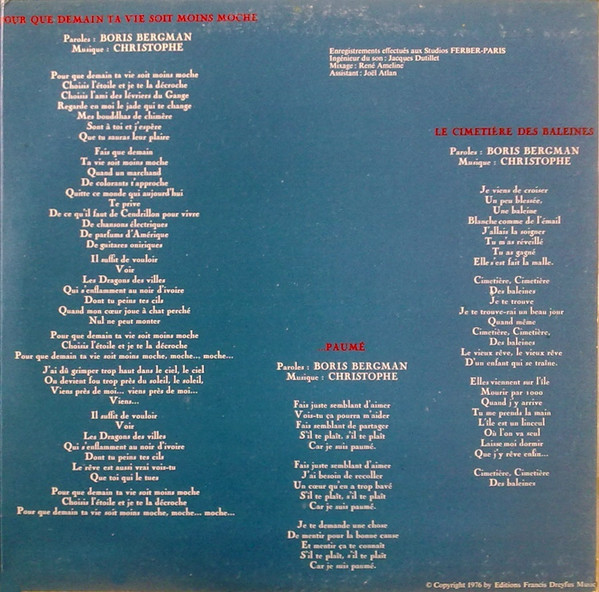 OUR QUE DEMAIN TA VIE SOIT MOINS MOCHE
Paroles : BORIS BERGMAN
Musique : CHRISTOPHE
Pour que demain ta vie soit moins moche
Choisis l'étoile et je te la décroche
Choisis l'ami des lévriers du Gange
Regarde en moi le jade qui te change
Mes bouddhas de chimère
Sont à toi et j'espère
Que tu sauras leur plaire
Fais que demain
Ta vie soit moins moche
Quand un marchand
De colorants t'approche
Quitte ce monde qui aujourd'hui
Te prive
De ce qu'il faut de Cendrillon pour vivre
De chansons électriques
De parfums d'Amérique
De guitares oniriques
Il suffit de vouloir
Voir
Les Dragons des villes
Qui s'enflamment au noir d'ivoire
Dont tu peins tes cils
Quand mon cœur joue à chat perché
Nul ne peut monter
Pour que demain ta vie soit moins moche
Choisis l'étoile et je te la décroche
Pour que demain ta vie soit moins moche, moche... moche...
J'ai dû grimper trop haut dans le ciel, le ciel
On devient fou trop près du soleil, le soleil,
Viens près de moi... viens près de moi...
Viens...
Il suffit de vouloir
Voir
Les Dragons des villes
Qui s'enflamment au noir d'ivoire
Dont tu peins tes cils
Le rêve est aussi vrai vois-tu
Que toi qui le tues
Pour que demain ta vie soit moins moche
Choisis l'étoile et je te la décroche
Pour que demain ta vie soit moins moche, moche... moche...
PAUMÉ
Paroles : BORIS BERGMAN
Musique : CHRISTOPHE
Fais juste semblant d'aimer
Vois-tu ça pourra m'aider
Fais semblant de partager
S'il te plaît, s'il te plaît
Car je suis paumé.
Fais juste semblant d'aimer
J'ai besoin de recoller
Un cœur qu'en a trop bavé
S'il te plaît, s'il te plaît
Car je suis paumé.
Je te demande une chose
De mentir pour la bonne cause
Et mentir ça te connaît
S'il te plaît, s'il te plaît
Car je suis paumé.
Enregistrements effectués aux Studios FERBER-PARIS
Ingénieur du son : Jacques Dutillet
Mixage : René Ameline
Assistant : Joël Atlan
LE CIMETIÈRE DES BALEINES
Paroles : BORIS BERGMAN
Musique : CHRISTOPHE
Je viens de croiser
Un peu blessée,
Une baleine
Blanche comme de l'émail
J'allais la soigner
Tu m'as réveillé
Tu as gagné
Elle s'est fait la malle.
Cimetière, Cimetière
Des baleines
Je te trouve
Je te trouve-rai un beau jour
Quand même
Cimetière, Cimetière,
Des baleines
Le vieux rêve, le vieux rêve
D'un enfant qui se traîne.
Elles viennent sur l'île
Mourir par 1000
Quand j'y arrive
Tu me prends la main
L'île est un linceul
Où l'on va seul
Laisse moi dormir
Que j'y rêve enfin...
Cimetière, Cimetière
Des baleines
© Copyright 1976 by Editions Francis Dreyfus Music